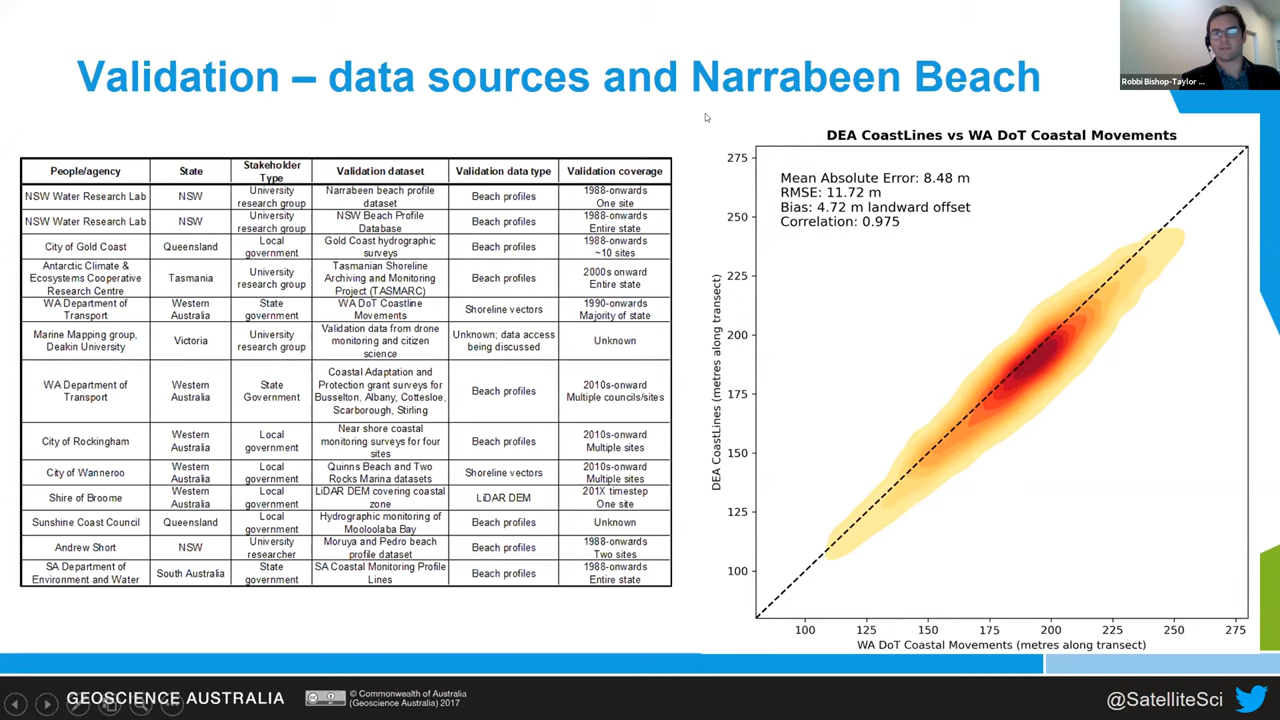 Validation – data sources and Narrabeen Beach
Robbi Bishop-Taylor ...
People/agency State Stakeholder Type Validation dataset Validation data type Validation coverage
NSW Water Research Lab NSW University research group Narrabeen beach profile dataset Beach profiles 1988-onwards One site
NSW Water Research Lab NSW University research group NSW Beach Profile Database Beach profiles 1988-onwards Entire state
City of Gold Coast Queensland Local government Gold Coast hydrographic surveys Beach profiles 1988-onwards ~10 sites
Antarctic Climate & Ecosystems Cooperative Research Centre Tasmania University research group Tasmanian Shoreline Archiving and Monitoring Project (TASMARC) Beach profiles 2000s onward Entire state
WA Department of Transport Western Australia State government WA DoT Coastline Movements Shoreline vectors 1990-onwards Majority of state
Marine Mapping group, Deakin University Victoria University research group Validation data from drone monitoring and citizen science Unknown; data access being discussed Unknown
WA Department of Transport Western Australia State Government Coastal Adaptation and Protection grant surveys for Busselton, Albany, Cottesloe, Scarborough, Stirling Beach profiles 2010s-onward Multiple councils/sites
City of Rockingham Western Australia Local government Near shore coastal monitoring surveys for four sites Beach profiles 2010s-onward Multiple sites
City of Wanneroo Western Australia Local government Quinns Beach and Two Rocks Marina datasets Shoreline vectors 2010s-onward Multiple sites
Shire of Broome Western Australia Local government LiDAR DEM covering coastal zone LiDAR DEM 201X timestep One site
Sunshine Coast Council Queensland Local government Hydrographic monitoring of Mooloolaba Bay Beach profiles Unknown
Andrew Short NSW University researcher Moruya and Pedro beach profile dataset Beach profiles 1988-onwards Two sites
SA Department of Environment and Water South Australia State government SA Coastal Monitoring Profile Lines Beach profiles 1988-onwards Entire state
DEA CoastLines vs WA DoT Coastal Movements
Mean Absolute Error: 8.48 m
RMSE: 11.72 m
Bias: 4.72 m landward offset
Correlation: 0.975
DEA CoastLines (metres along transect)
275
250
225
200
175
150
125
100
100 125 150 175 200 225 250 275
WA DoT Coastal Movements (metres along transect)
GEOSCIENCE AUSTRALIA
© Commonwealth of Australia
(Geoscience Australia) 2017
@SatelliteSci